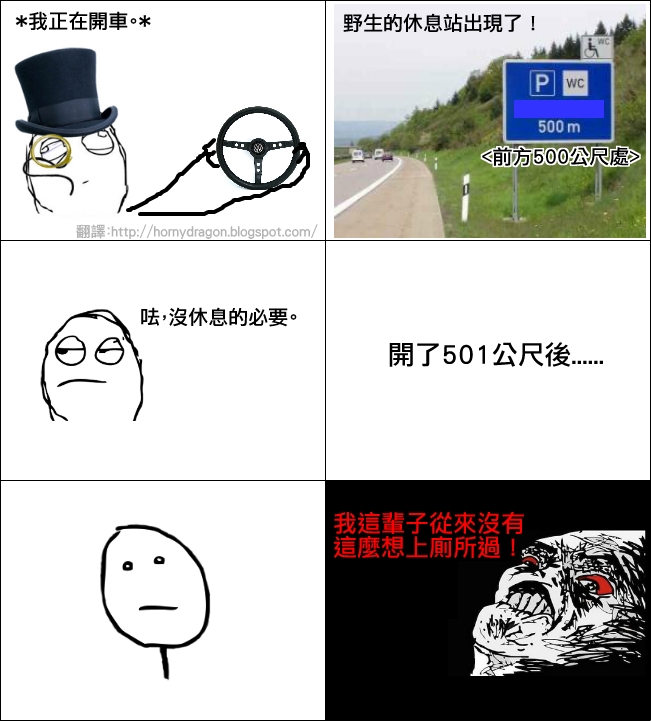 *我正在開車。*
翻譯:http://hornydragon.blogspot.com/
野生的休息站出現了！
WC
P
WC
500 m
<前方500公尺處>
呿,沒休息的必要。
開了501公尺後......
我這輩子從來沒有
這麼想上廁所過！